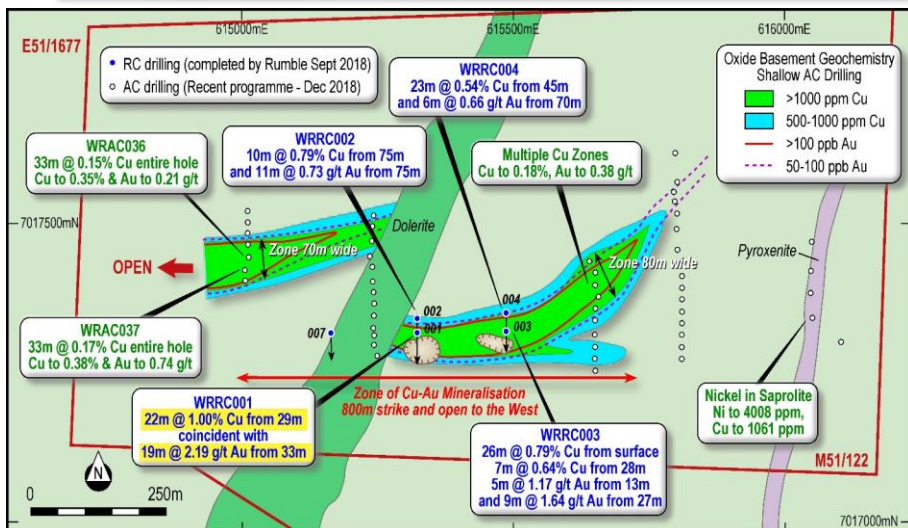 615000mE
615500mE
616000mE
E51/1677
RC drilling (completed by Rumble Sept 2018)
AC drilling (Recent programme - Dec 2018)
WRRC004
23m @ 0.54% Cu from 45m
and 6m @ 0.66 g/t Au from 70m
Oxide Basement Geochemistry
Shallow AC Drilling
>1000 ppm Cu
500-1000 ppm Cu
>100 ppb Au
50-100 ppb Au
WRAC036
33m @ 0.15% Cu entire hole
Cu to 0.35% & Au to 0.21 g/t
WRRC002
10m @ 0.79% Cu from 75m
and 11m @ 0.73 g/t Au from 75m
Multiple Cu Zones
Cu to 0.18%, Au to 0.38 g/t
7017500mN
Dolerite
Zone 70m wide
OPEN
Zone 80m wide
Pyroxenite
002
004
007
001
003
WRAC037
33m @ 0.17% Cu entire hole
Cu to 0.38% & Au to 0.74 g/t
Zone of Cu-Au Mineralisation
800m strike and open to the West
Nickel in Saprolite
Ni to 4008 ppm,
Cu to 1061 ppm
WRRC001
22m @ 1.00% Cu from 29m
coincident with
19m @ 2.19 g/t Au from 33m
WRRC003
26m @ 0.79% Cu from surface
7m @ 0.64% Cu from 28m
5m @ 1.17 g/t Au from 13m
and 9m @ 1.64 g/t Au from 27m
M51/122
N
0
250m
7017000mN